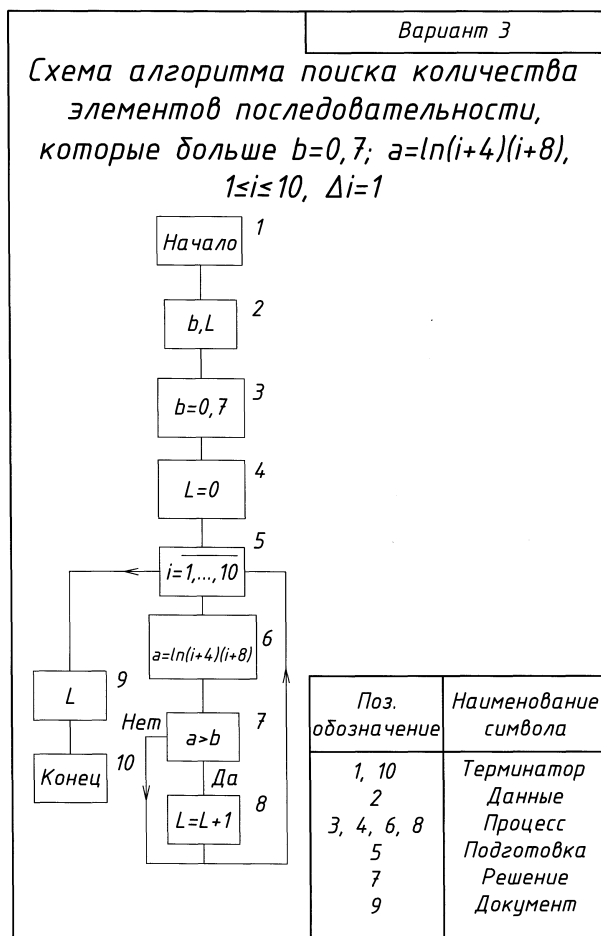 Вариант 3
Схема алгоритма поиска количества
элементов последовательности,
которые больше b=0,7; a=ln(i+4)(i+8),
1≤i≤10, Δi=1
1
Начало
2
b,L
3
b=0,7
4
L=0
5
i=1,...,10
6
a=ln(i+4)(i+8)
9
L
Нет
7
a>b
10
Конец
Да
8
L=L+1
Поз. обозначение
Наименование символа
1, 10 Терминатор
2 Данные
3, 4, 6, 8 Процесс
5 Подготовка
7 Решение
9 Документ